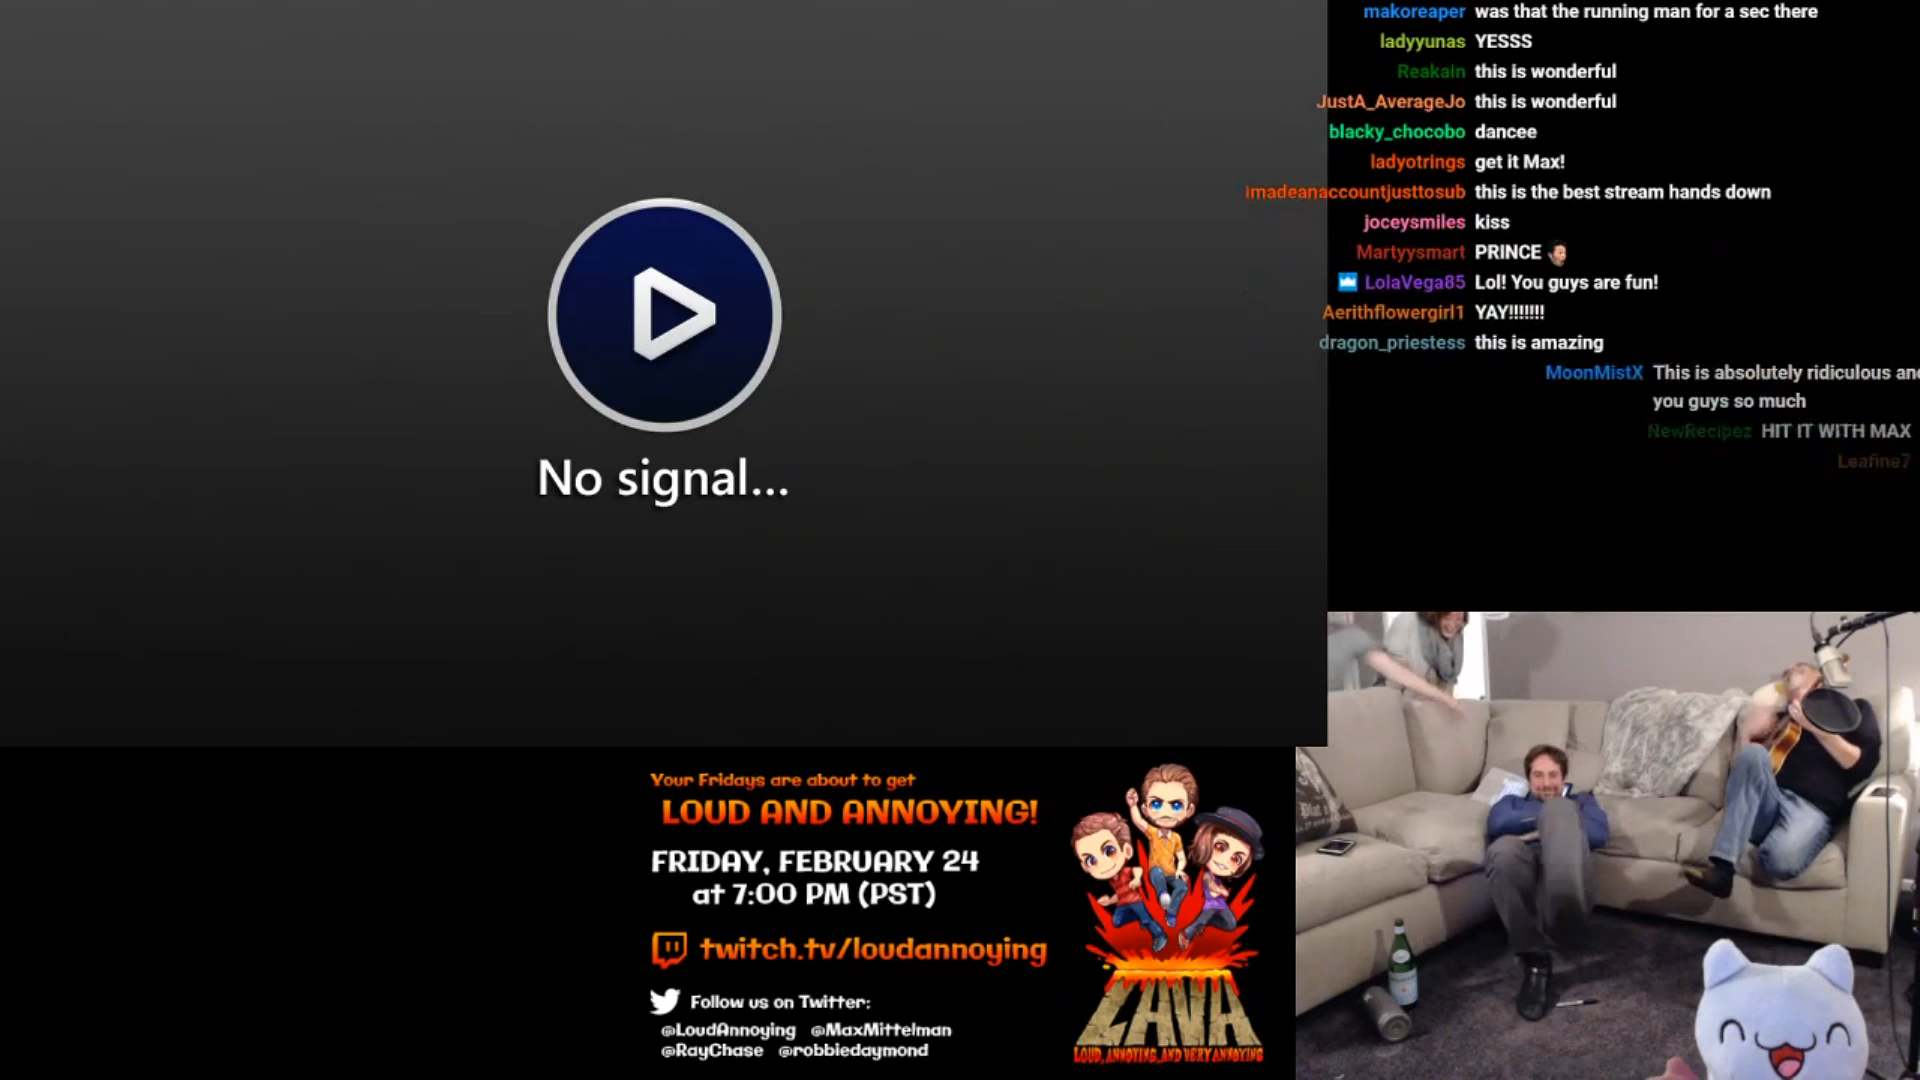 No signal...
makoreaper was that the running man for a sec there
ladyyunas YESSS
Reakain this is wonderful
JustA_AverageJo this is wonderful
blacky_chocobo dancee
ladyotrings get it Max!
imadeanaccountjusttosub this is the best stream hands down
joceysmiles kiss
Martyysmart PRINCE
LolaVega85 Lol! You guys are fun!
Aerithflowergirl1 YAY!!!!!!!
dragon_priestess this is amazing
MoonMistX This is absolutely ridiculous and
you guys so much
NewRecipez HIT IT WITH MAX
Leafine7
Your Fridays are about to get
LOUD AND ANNOYING!
FRIDAY, FEBRUARY 24
at 7:00 PM (PST)
twitch.tv/loudannoying
Follow us on Twitter:
@LoudAnnoying @MaxMittelman
@RayChase @robbiedaymond
LAVA
LOUD, ANNOYING, AND VERY ANNOYING